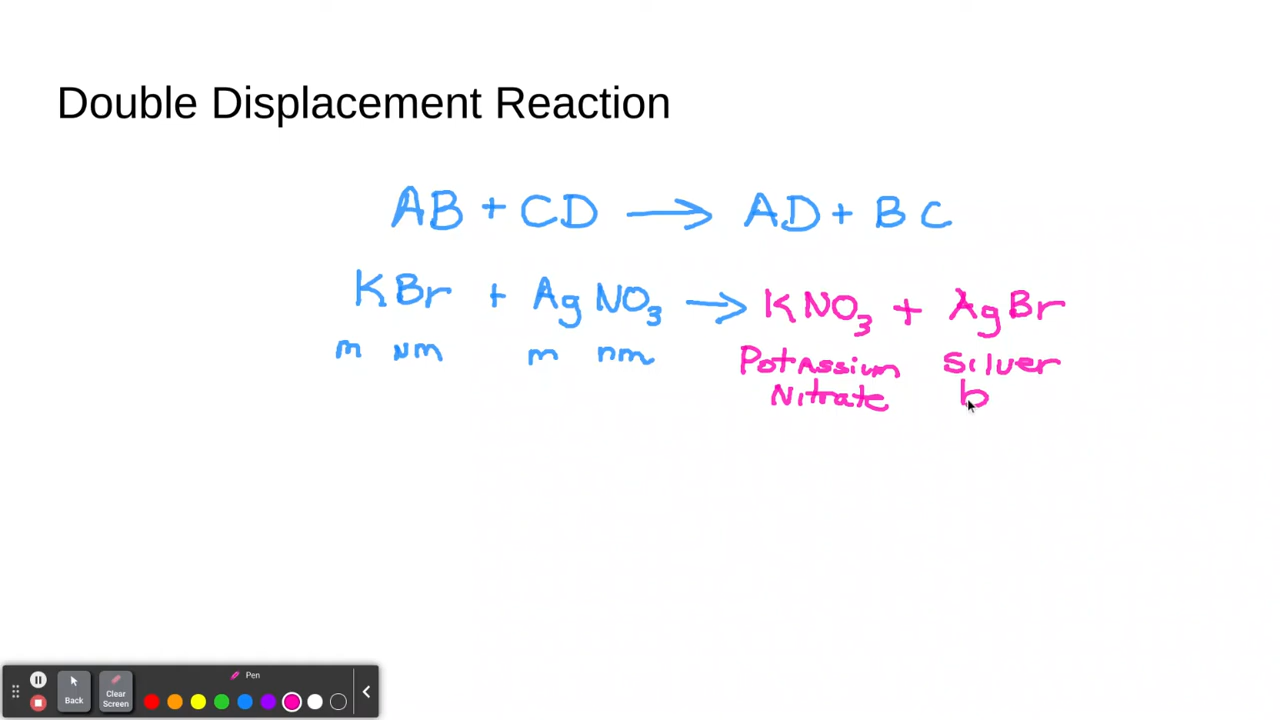 Double Displacement Reaction
AB + CD → AD + BC
KBr + AgNO₃ → KNO₃ + AgBr
m Nm m nm Potassium Silver
Nitrate b
Pen
Back Clear Screen